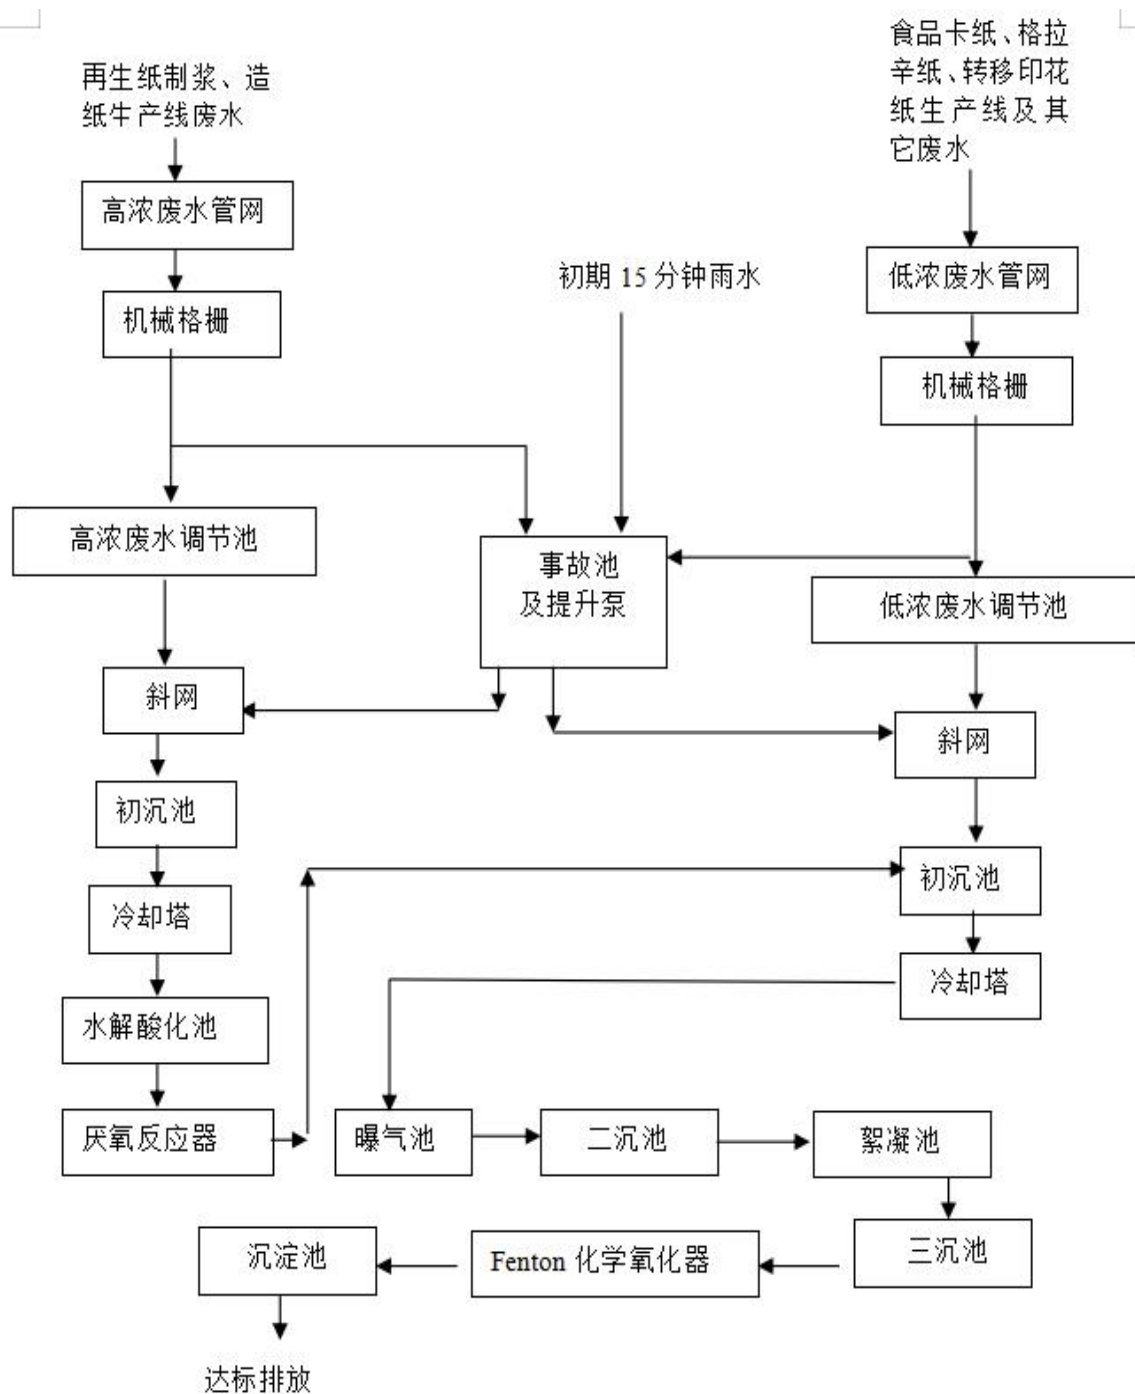 再生纸制浆、造
纸生产线废水
高浓废水管网
机械格栅
高浓废水调节池
斜网
初沉池
冷却塔
水解酸化池
厌氧反应器
初期 15 分钟雨水
事故池
及提升泵
食品卡纸、格拉
辛纸、转移印花
纸生产线及其
它废水
低浓废水管网
机械格栅
低浓废水调节池
斜网
初沉池
冷却塔
曝气池
二沉池
絮凝池
三沉池
Fenton 化学氧化器
沉淀池
达标排放